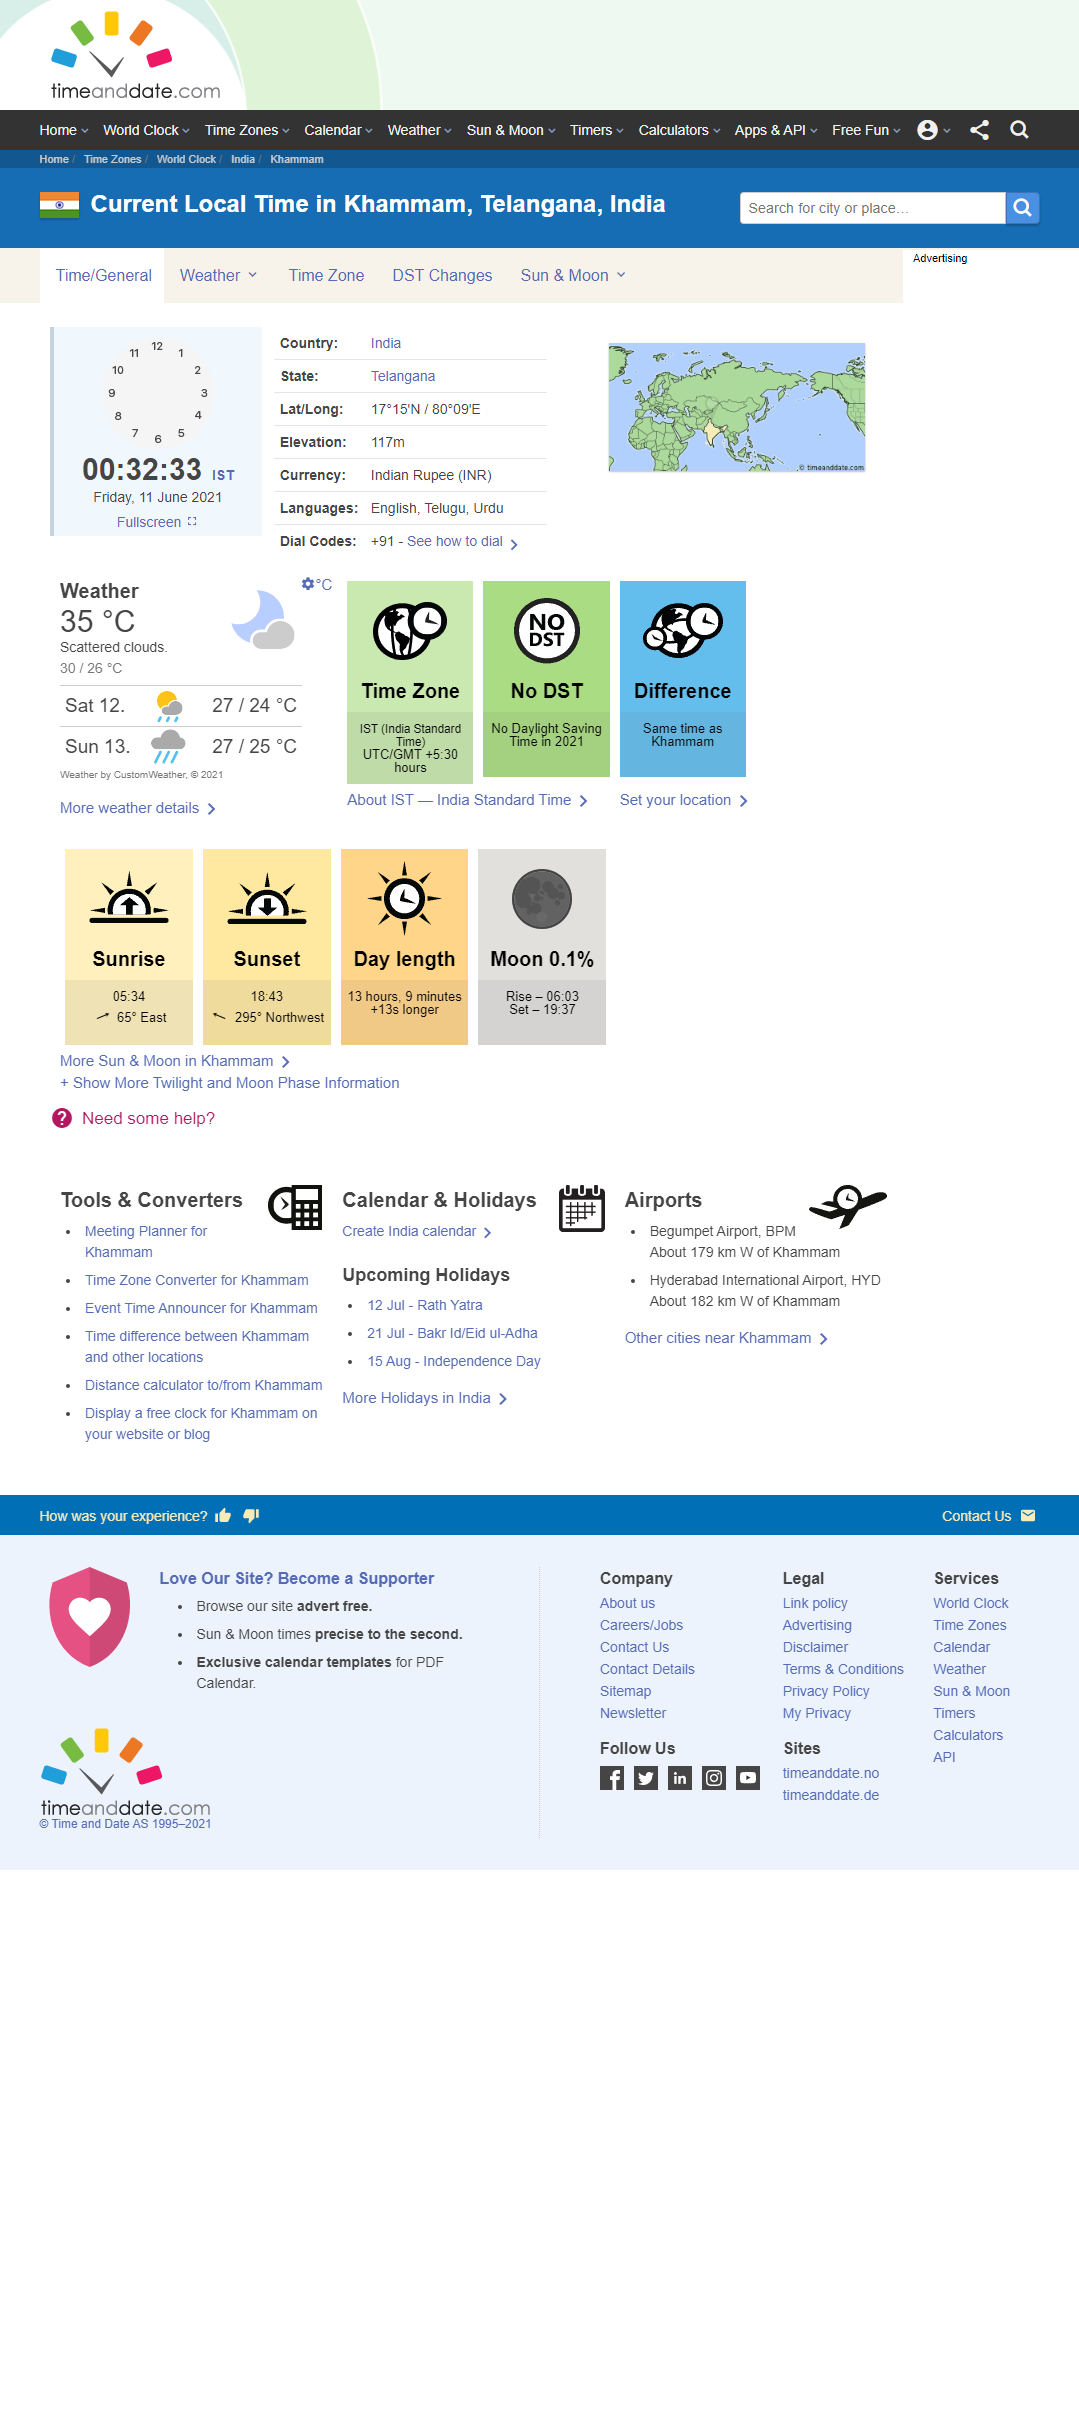 timeanddate.com
Home World Clock Time Zones Calendar Weather Sun & Moon Timers Calculators Apps & API Free Fun
Home / Time Zones / World Clock / India / Khammam
Current Local Time in Khammam, Telangana, India
Search for city or place...
Time/General Weather Time Zone DST Changes Sun & Moon
Advertising
12
1
2
3
4
5
6
7
8
9
10
11
00:32:33 IST
Friday, 11 June 2021
Fullscreen
Country: India
State: Telangana
Lat/Long: 17°15'N / 80°09'E
Elevation: 117m
Currency: Indian Rupee (INR)
Languages: English, Telugu, Urdu
Dial Codes: +91 - See how to dial
© timeanddate.com
Weather
°C
35 °C
Scattered clouds.
30 / 26 °C
Sat 12. 27 / 24 °C
Sun 13. 27 / 25 °C
Weather by CustomWeather, © 2021
More weather details
Time Zone
IST (India Standard
Time)
UTC/GMT +5:30
hours
NO
DST
No DST
No Daylight Saving
Time in 2021
Difference
Same time as
Khammam
About IST — India Standard Time
Set your location
Sunrise
05:34
65° East
Sunset
18:43
295° Northwest
Day length
13 hours, 9 minutes
+13s longer
Moon 0.1%
Rise – 06:03
Set – 19:37
More Sun & Moon in Khammam
+ Show More Twilight and Moon Phase Information
Need some help?
Tools & Converters
Meeting Planner for
Khammam
Time Zone Converter for Khammam
Event Time Announcer for Khammam
Time difference between Khammam
and other locations
Distance calculator to/from Khammam
Display a free clock for Khammam on
your website or blog
Calendar & Holidays
Create India calendar
Upcoming Holidays
12 Jul - Rath Yatra
21 Jul - Bakr Id/Eid ul-Adha
15 Aug - Independence Day
More Holidays in India
Airports
Begumpet Airport, BPM
About 179 km W of Khammam
Hyderabad International Airport, HYD
About 182 km W of Khammam
Other cities near Khammam
How was your experience?
Contact Us
Love Our Site? Become a Supporter
Browse our site advert free.
Sun & Moon times precise to the second.
Exclusive calendar templates for PDF
Calendar.
timeanddate.com
© Time and Date AS 1995–2021
Company
About us
Careers/Jobs
Contact Us
Contact Details
Sitemap
Newsletter
Follow Us
Legal
Link policy
Advertising
Disclaimer
Terms & Conditions
Privacy Policy
My Privacy
Sites
timeanddate.no
timeanddate.de
Services
World Clock
Time Zones
Calendar
Weather
Sun & Moon
Timers
Calculators
API